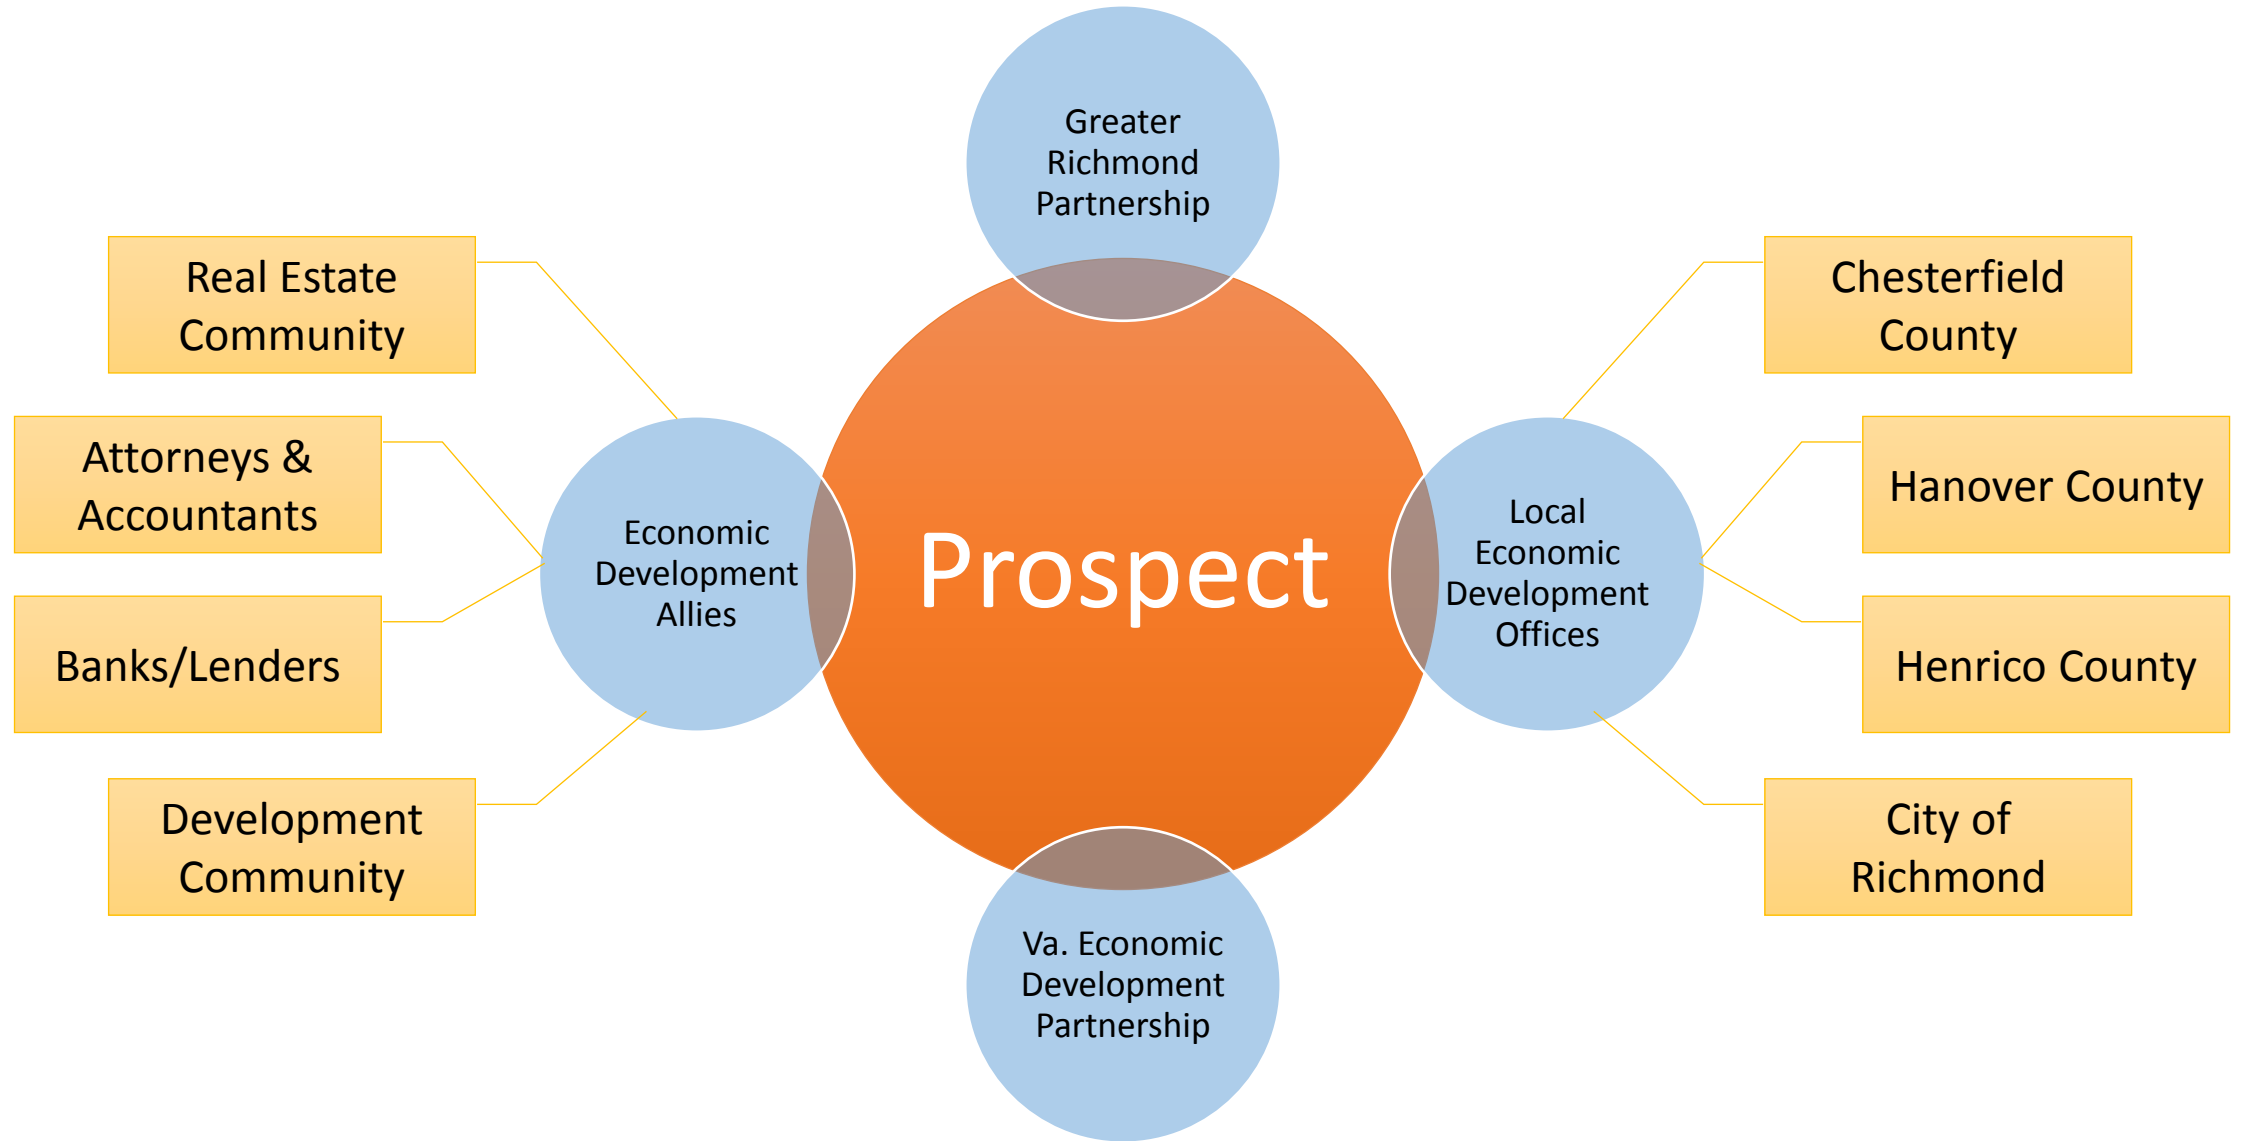 Greater
Richmond
Partnership
Real Estate
Community
Attorneys &
Accountants
Banks/Lenders
Development
Community
Economic
Development
Allies
Prospect
Local
Economic
Development
Offices
Chesterfield
County
Hanover County
Henrico County
City of
Richmond
Va. Economic
Development
Partnership